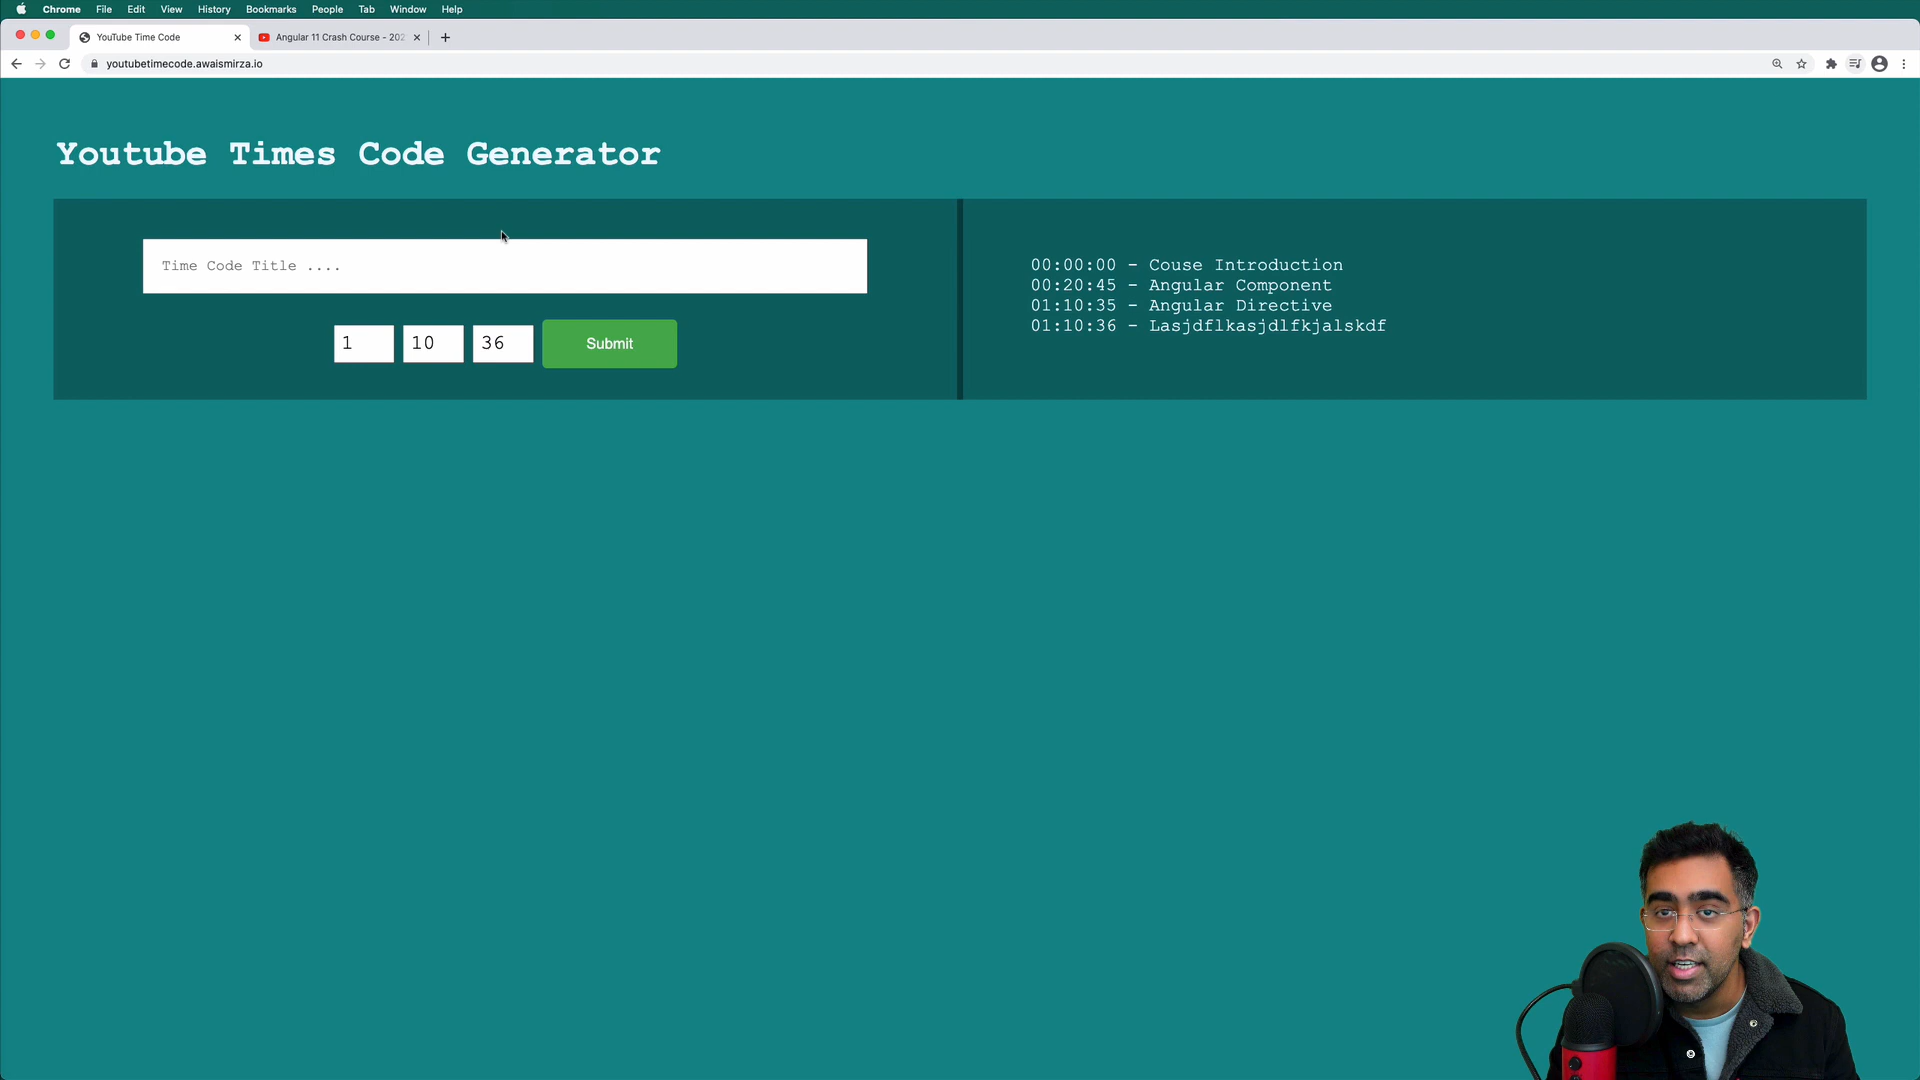 Chrome File Edit View History Bookmarks People Tab Window Help
YouTube Time Code
Angular 11 Crash Course - 202
youtubetimecode.awaismirza.io
Youtube Times Code Generator
Time Code Title ....
1 10 36 Submit
00:00:00 - Couse Introduction
00:20:45 - Angular Component
01:10:35 - Angular Directive
01:10:36 - Lasjdflkasjdlfkjalskdf